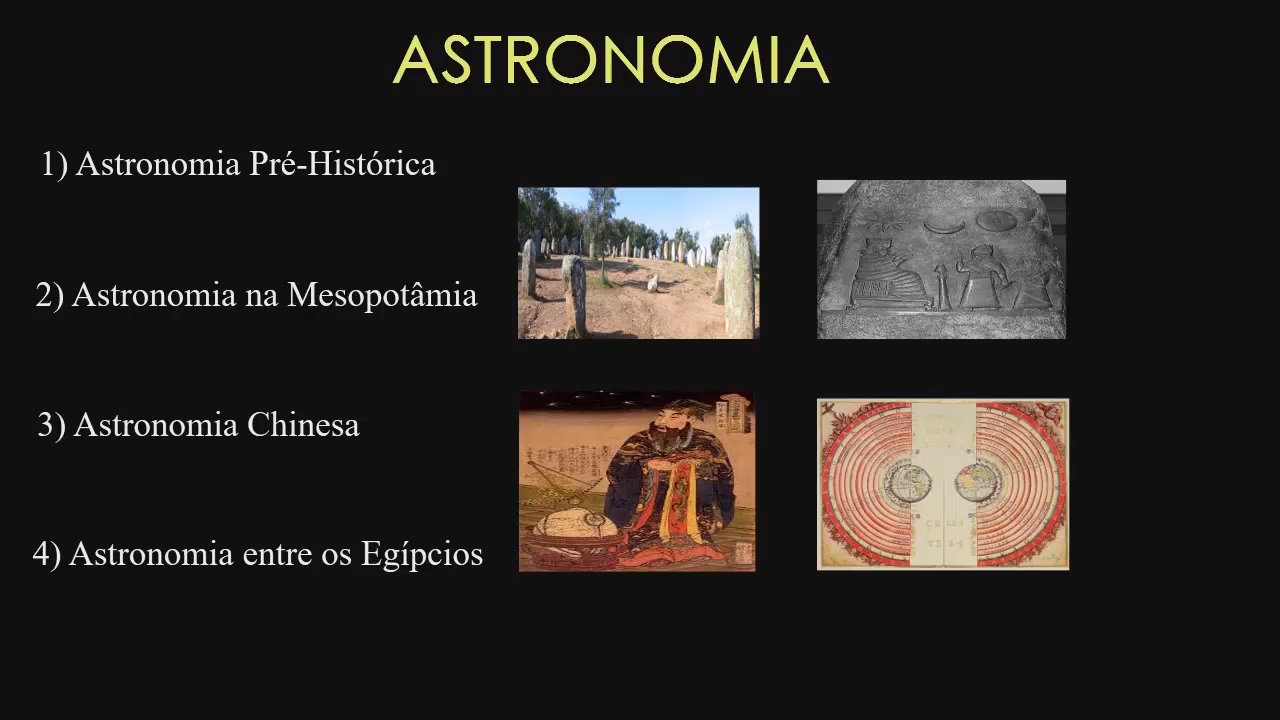 ASTRONOMIA
1) Astronomia Pré-Histórica
2) Astronomia na Mesopotâmia
3) Astronomia Chinesa
4) Astronomia entre os Egípcios